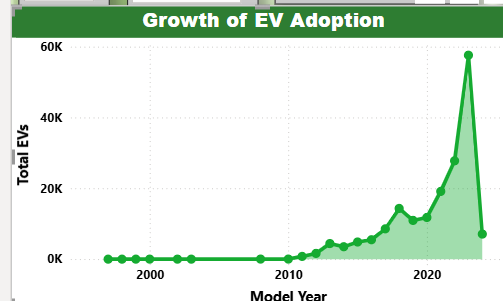 Growth of EV Adoption
60K
40K
20K
0K
Total EVs
2000 2010 2020
Model Year